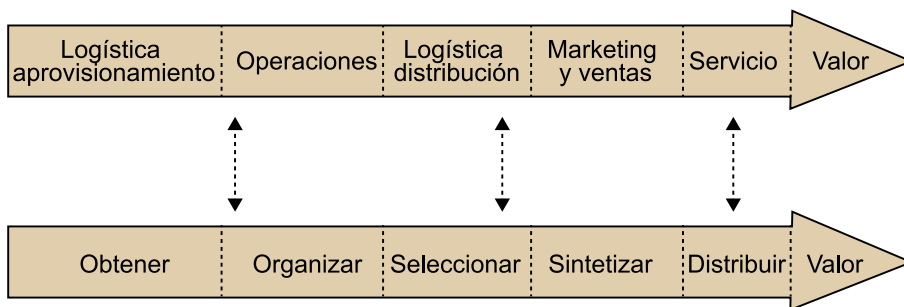 Logística
aprovisionamiento
Operaciones
Logística
distribución
Marketing
y ventas
Servicio
Valor
Obtener
Organizar
Seleccionar
Sintetizar
Distribuir
Valor